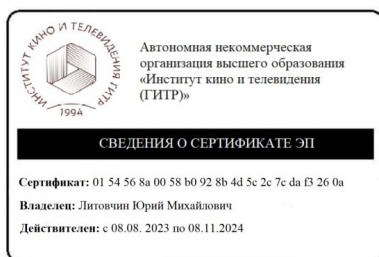 ИНСТИТУТ КИНО И ТЕЛЕВИДЕНИЯ ГИТР
1994
Автономная некоммерческая
организация высшего образования
«Институт кино и телевидения
(ГИТР)»
СВЕДЕНИЯ О СЕРТИФИКАТЕ ЭП
Сертификат: 01 54 56 8a 00 58 b0 92 8b 4d 5c 2c 7c da f3 26 0a
Владелец: Литовчин Юрий Михайлович
Действителен: с 08.08. 2023 по 08.11.2024